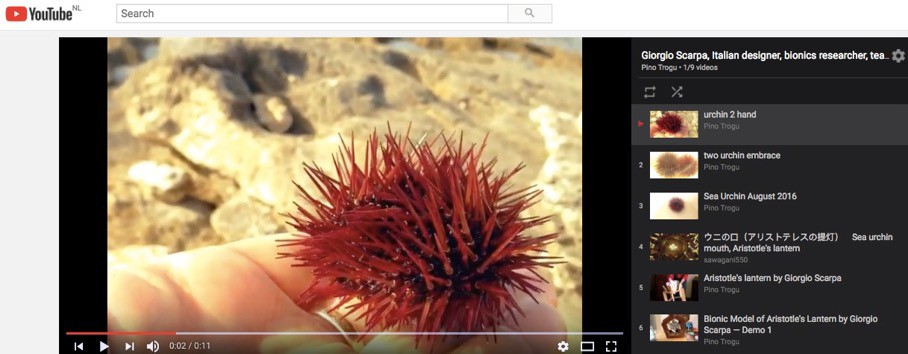 YouTube NL
Search
Giorgio Scarpa, Italian designer, bionics researcher, tea...
Pino Trogu • 1/9 videos
urchin 2 hand
Pino Trogu
2
two urchin embrace
Pino Trogu
3
Sea Urchin August 2016
Pino Trogu
4
ウニの口（アリストテレスの提灯） Sea urchin
mouth, Aristotle's lantern
sawagani550
5
Aristotle's lantern by Giorgio Scarpa
Pino Trogu
6
Bionic Model of Aristotle's Lantern by Giorgio
Scarpa — Demo 1
Pino Trogu
0:02 / 0:11